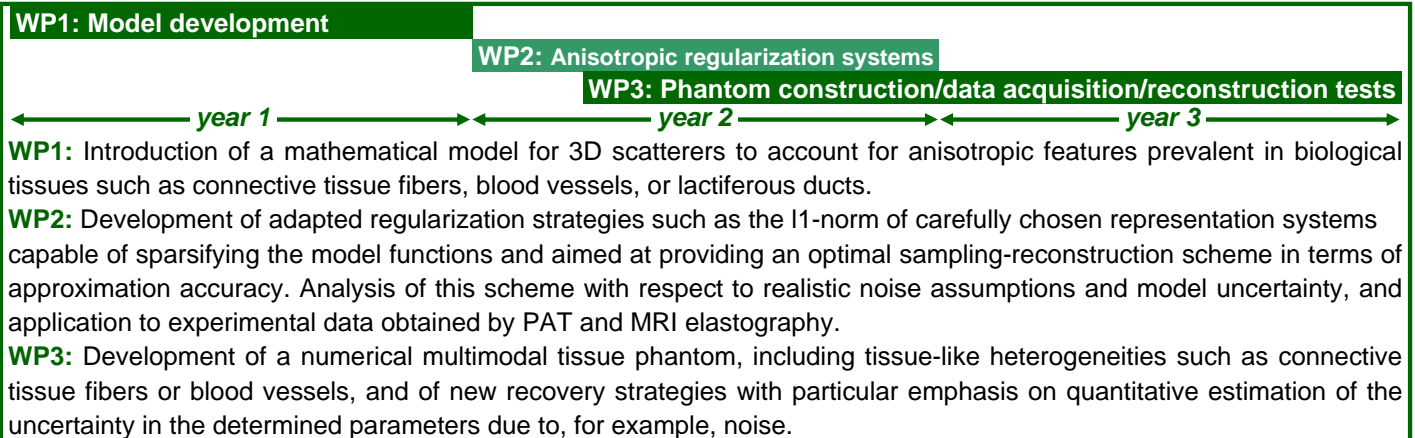 WP1: Model development
WP2: Anisotropic regularization systems
WP3: Phantom construction/data acquisition/reconstruction tests
year 1 year 2 year 3
WP1: Introduction of a mathematical model for 3D scatterers to account for anisotropic features prevalent in biological
tissues such as connective tissue fibers, blood vessels, or lactiferous ducts.
WP2: Development of adapted regularization strategies such as the l1-norm of carefully chosen representation systems
capable of sparsifying the model functions and aimed at providing an optimal sampling-reconstruction scheme in terms of
approximation accuracy. Analysis of this scheme with respect to realistic noise assumptions and model uncertainty, and
application to experimental data obtained by PAT and MRI elastography.
WP3: Development of a numerical multimodal tissue phantom, including tissue-like heterogeneities such as connective
tissue fibers or blood vessels, and of new recovery strategies with particular emphasis on quantitative estimation of the
uncertainty in the determined parameters due to, for example, noise.